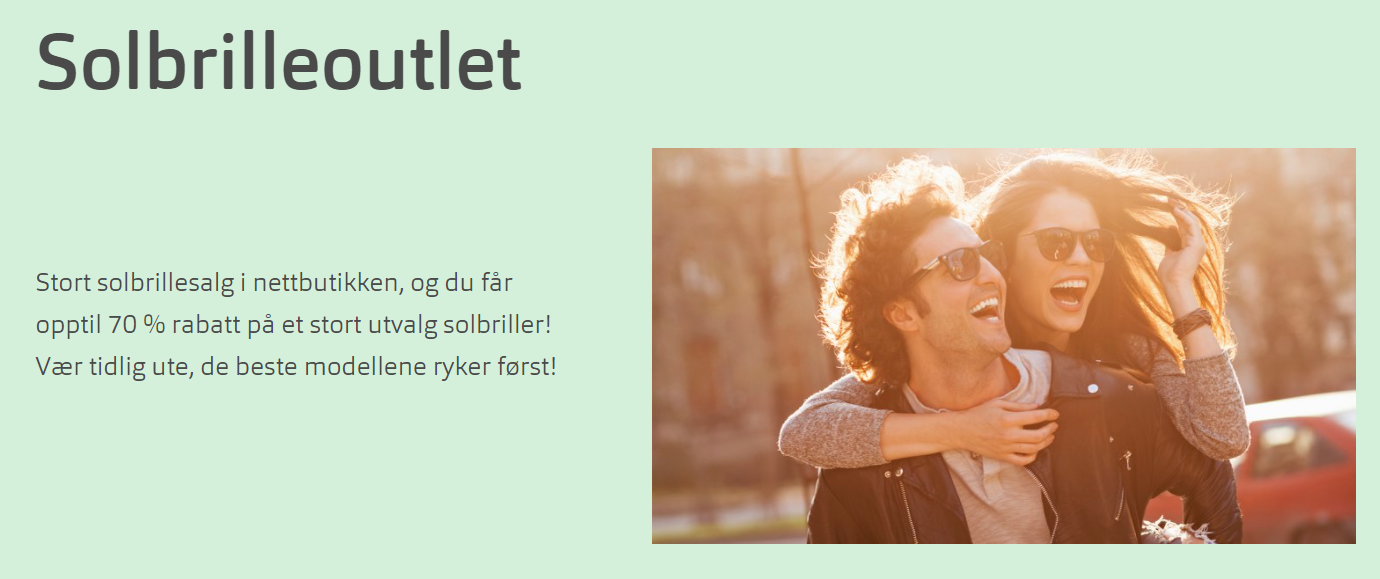 Solbrilleoutlet
Stort solbrillesalg i nettbutikken, og du får
opptil 70 % rabatt på et stort utvalg solbriller!
Vær tidlig ute, de beste modellene ryker først!